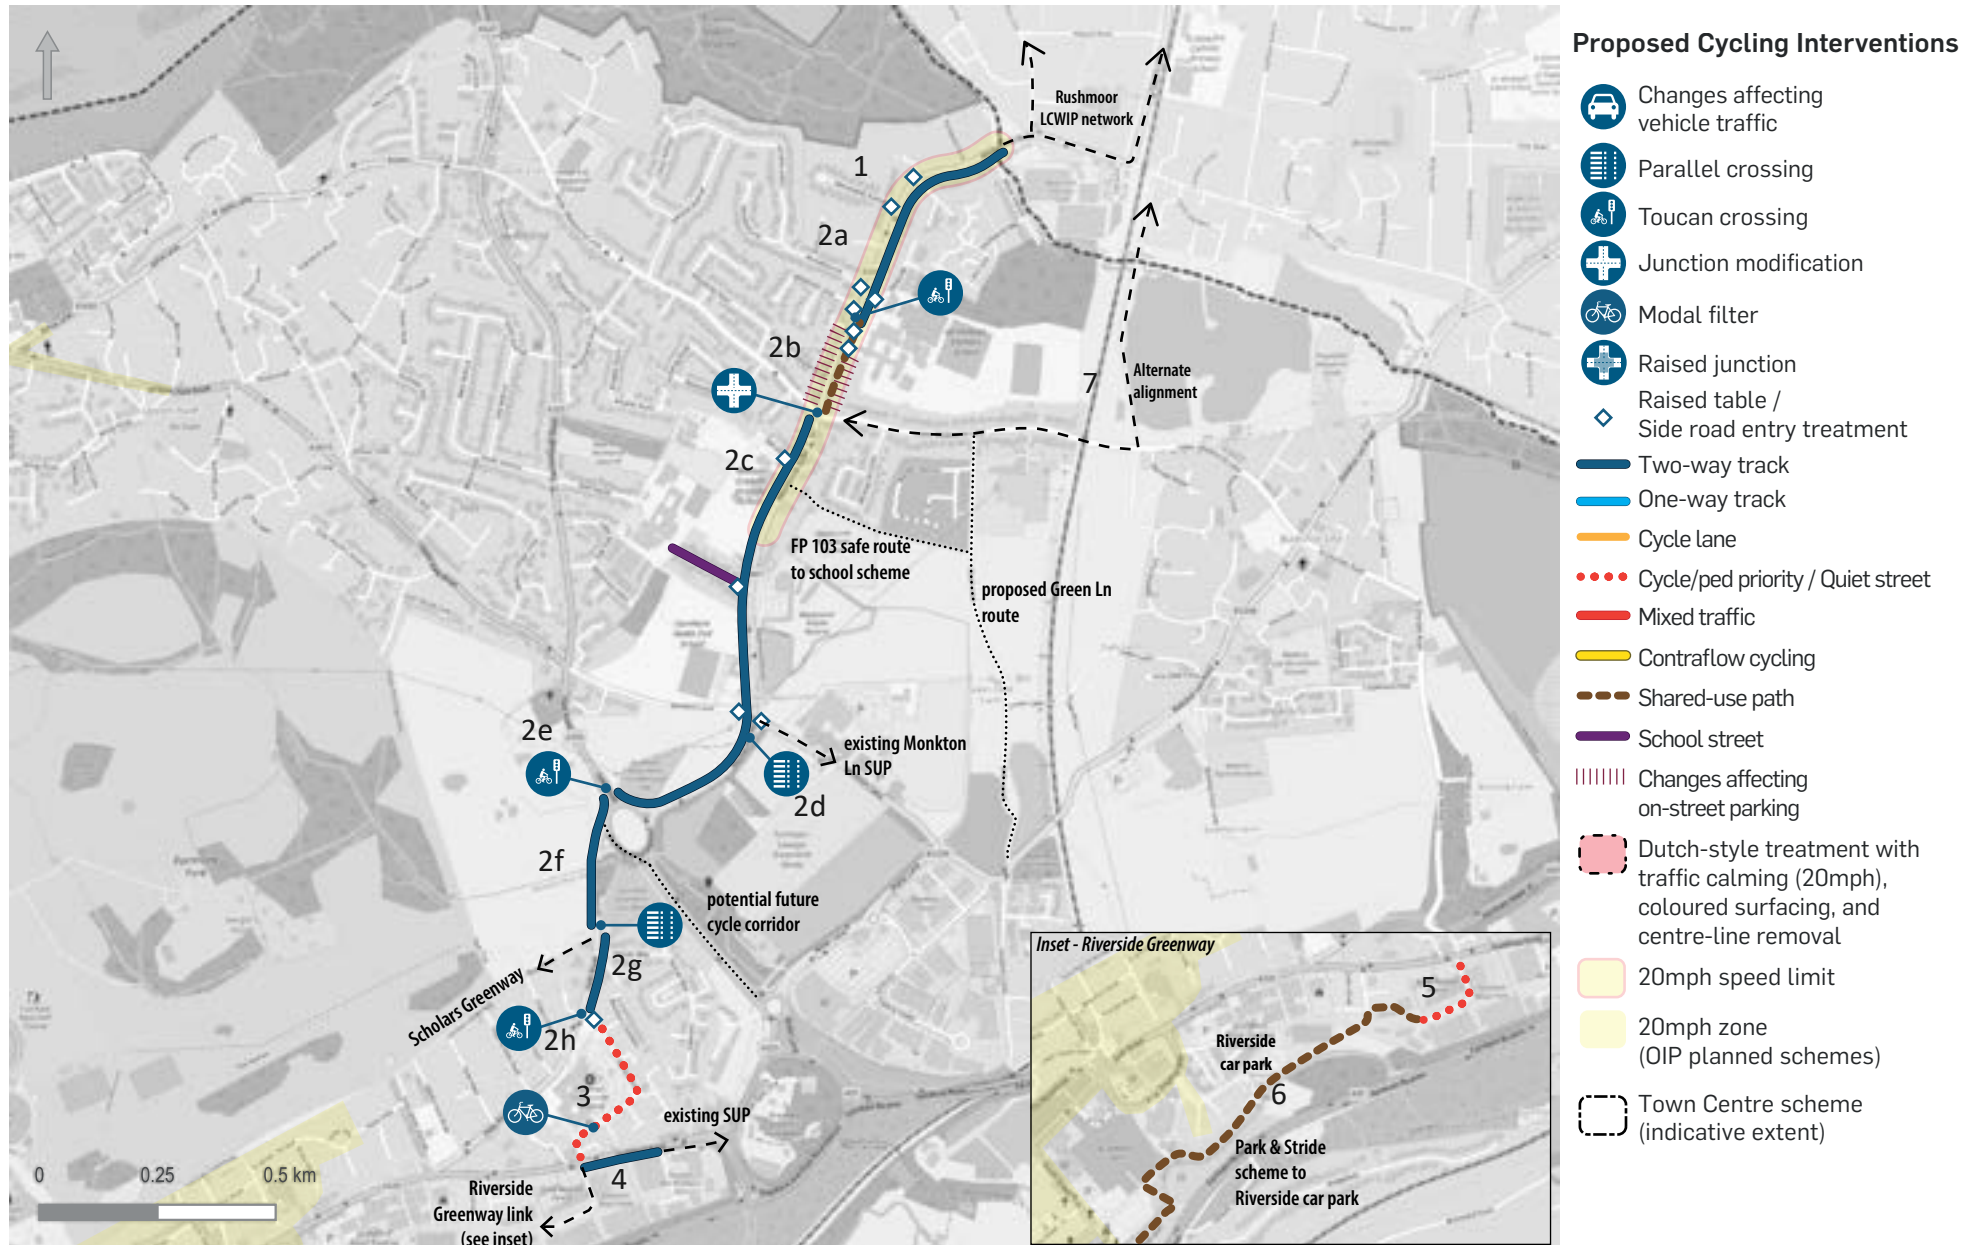 Proposed Cycling Interventions
Changes affecting
vehicle traffic
Parallel crossing
Toucan crossing
Junction modification
Modal filter
Raised junction
Raised table /
Side road entry treatment
Two-way track
One-way track
Cycle lane
Cycle/ped priority / Quiet street
Mixed traffic
Contraflow cycling
Shared-use path
School street
Changes affecting
on-street parking
Dutch-style treatment with
traffic calming (20mph),
coloured surfacing, and
centre-line removal
20mph speed limit
20mph zone
(OIP planned schemes)
Town Centre scheme
(indicative extent)
Rushmoor
LCWIP network
1
2a
2b
7
Alternate
alignment
2c
FP 103 safe route
to school scheme
proposed Green Ln
route
2e
existing Monkton
Ln SUP
2d
2f
potential future
cycle corridor
2g
Scholars Greenway
2h
3
existing SUP
4
Riverside
Greenway link
(see inset)
0
0.25
0.5 km
Inset - Riverside Greenway
5
Riverside
car park
6
Park & Stride
scheme to
Riverside car park